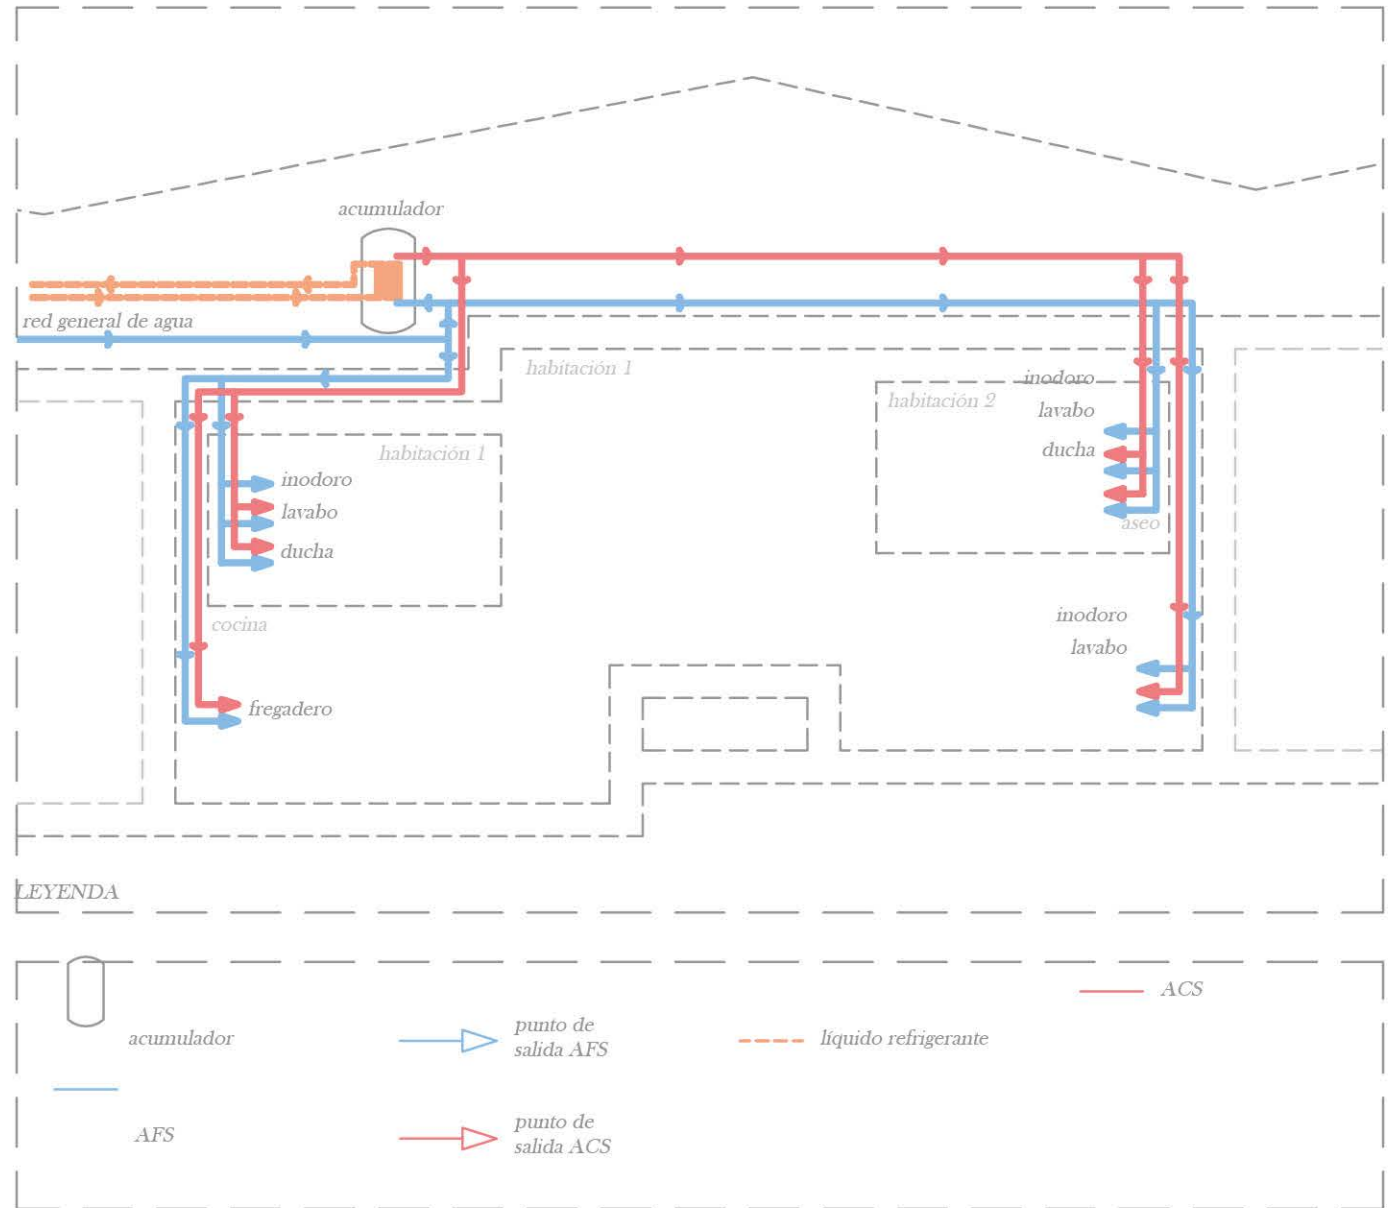 acumulador
red general de agua
habitación 1
inodoro
habitación 2
lavabo
ducha
habitación 1
inodoro
lavabo
ducha
aseo
cocina
inodoro
lavabo
fregadero
LEYENDA
ACS
acumulador
punto de
salida AFS
líquido refrigerante
AFS
punto de
salida ACS